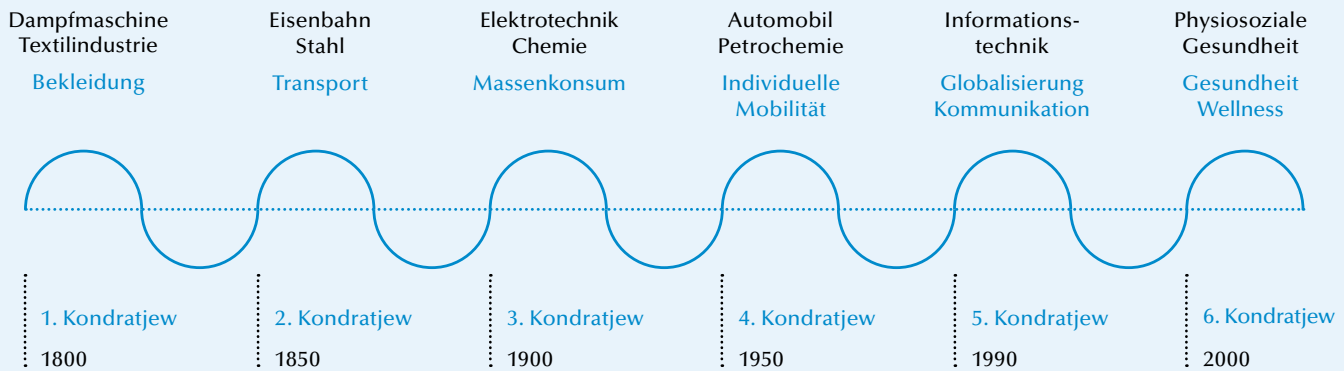 Dampfmaschine
Textilindustrie
Bekleidung
Eisenbahn
Stahl
Transport
Elektrotechnik
Chemie
Massenkonsum
Automobil
Petrochemie
Individuelle
Mobilität
Informations-
technik
Globalisierung
Kommunikation
Physiosoziale
Gesundheit
Gesundheit
Wellness
1. Kondratjew
1800
2. Kondratjew
1850
3. Kondratjew
1900
4. Kondratjew
1950
5. Kondratjew
1990
6. Kondratjew
2000